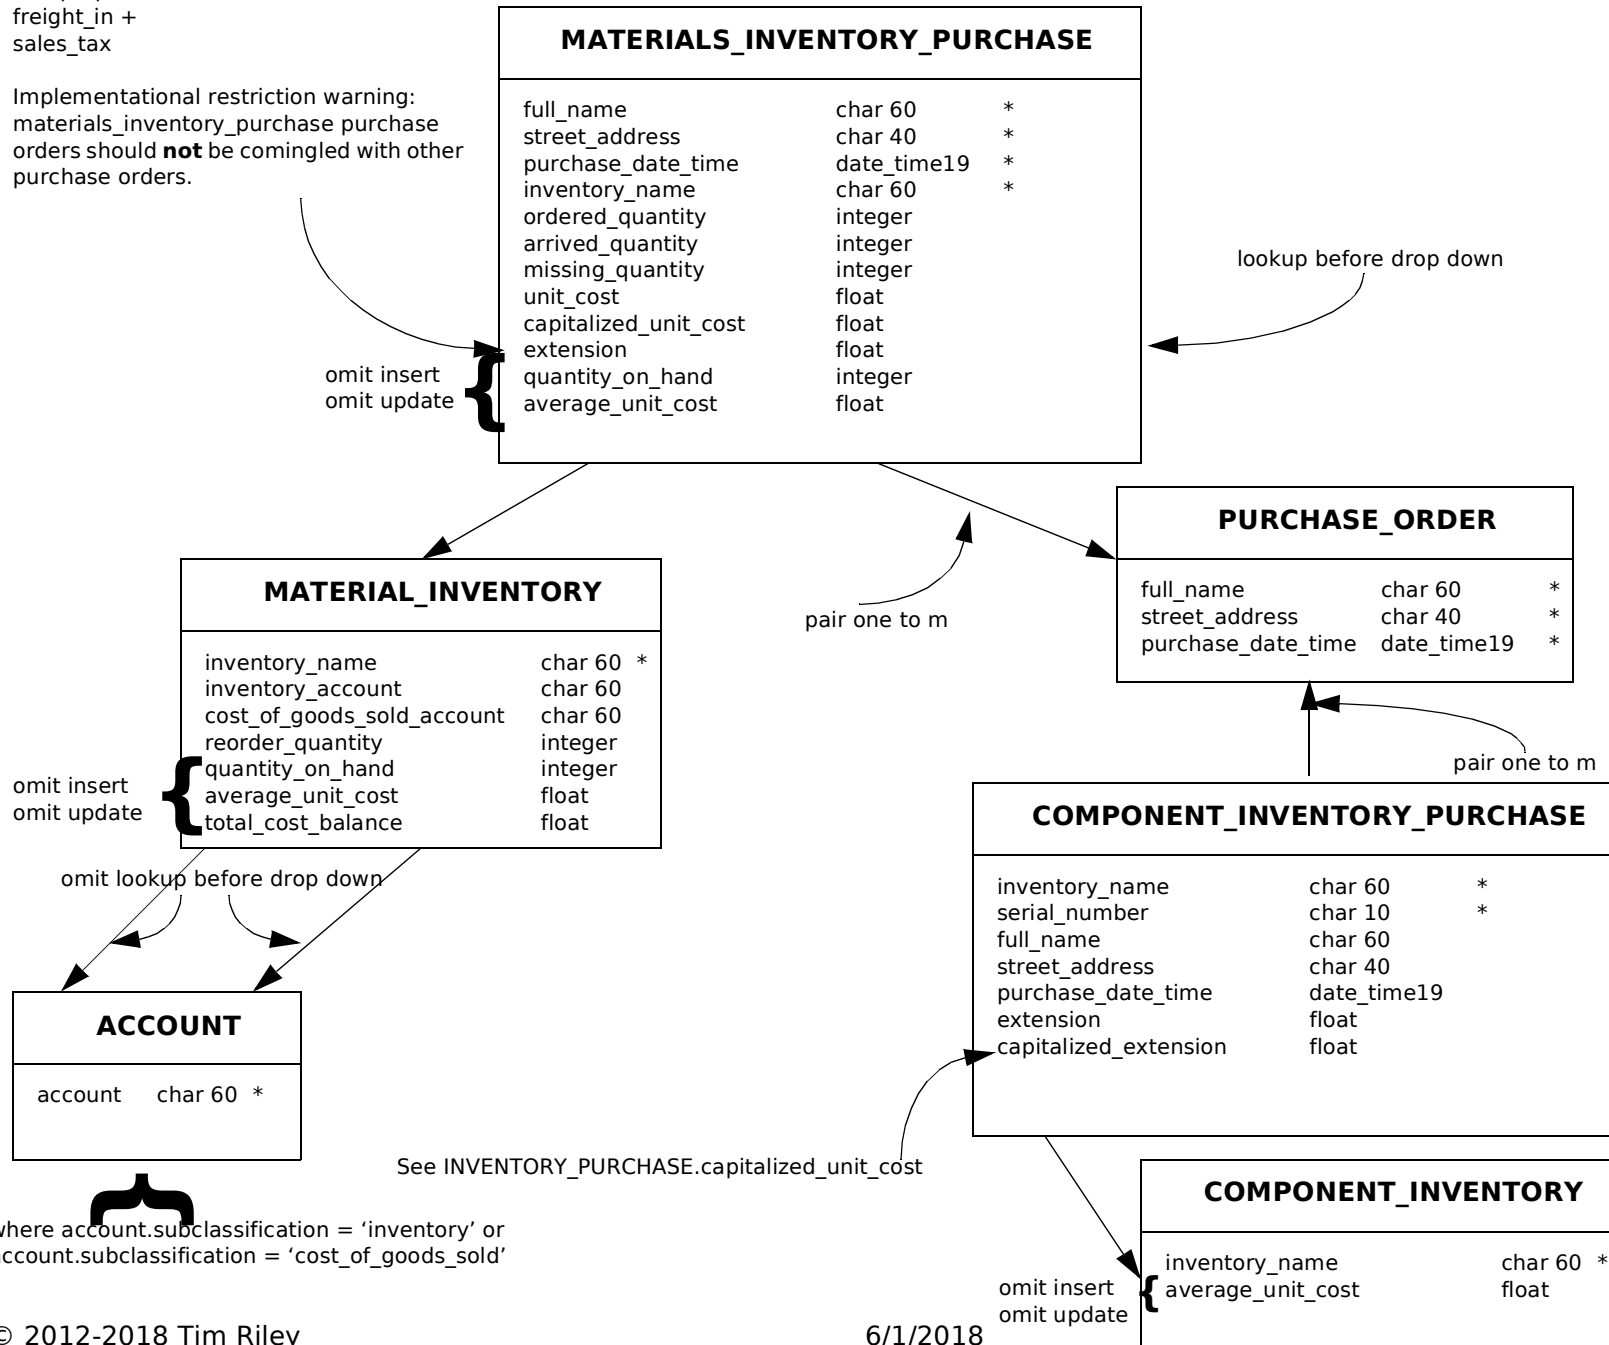 freight_in +
sales_tax
Implementational restriction warning:
materials_inventory_purchase purchase
orders should not be comingled with other
purchase orders.
MATERIALS_INVENTORY_PURCHASE
full_name char 60 *
street_address char 40 *
purchase_date_time date_time19 *
inventory_name char 60 *
ordered_quantity integer
arrived_quantity integer
missing_quantity integer
unit_cost float
capitalized_unit_cost float
extension float
quantity_on_hand integer
average_unit_cost float
omit insert
omit update
lookup before drop down
pair one to m
PURCHASE_ORDER
full_name char 60 *
street_address char 40 *
purchase_date_time date_time19 *
pair one to m
MATERIAL_INVENTORY
inventory_name char 60 *
inventory_account char 60
cost_of_goods_sold_account char 60
reorder_quantity integer
quantity_on_hand integer
average_unit_cost float
total_cost_balance float
omit insert
omit update
omit lookup before drop down
ACCOUNT
account char 60 *
where account.subclassification = ‘inventory’ or
account.subclassification = ‘cost_of_goods_sold’
COMPONENT_INVENTORY_PURCHASE
inventory_name char 60 *
serial_number char 10 *
full_name char 60
street_address char 40
purchase_date_time date_time19
extension float
capitalized_extension float
See INVENTORY_PURCHASE.capitalized_unit_cost
COMPONENT_INVENTORY
inventory_name char 60 *
average_unit_cost float
omit insert
omit update
© 2012-2018 Tim Riley
6/1/2018